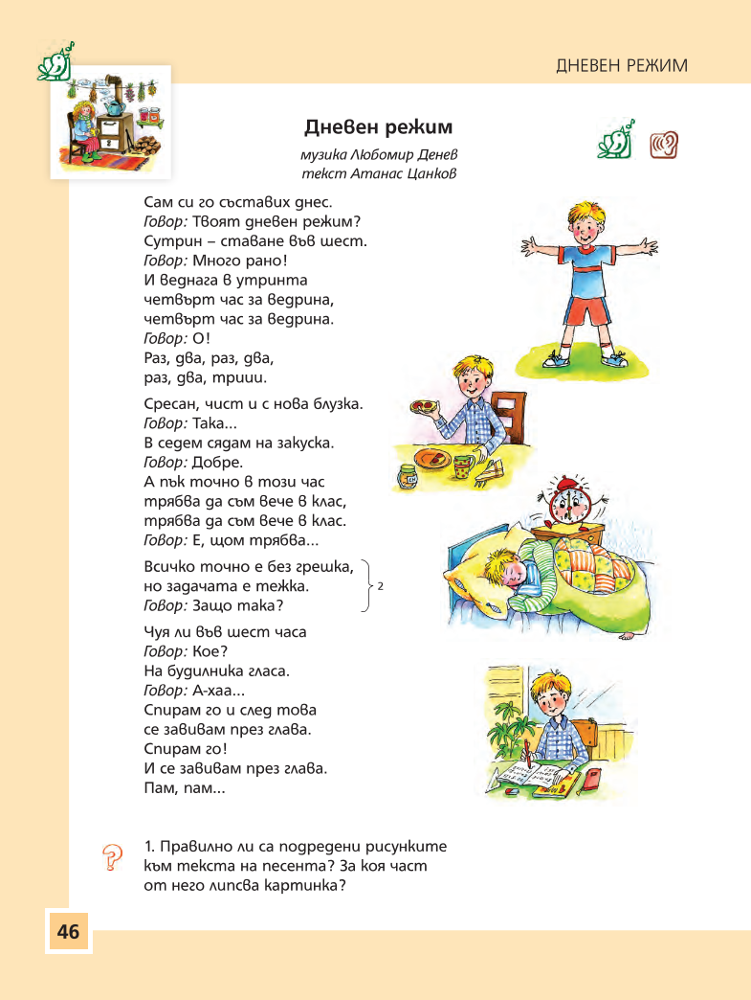 ДНЕВЕН РЕЖИМ
Дневен режим
музика Любомир Денев
текст Атанас Цанков
Сам си го съставих днес.
Говор: Твоят дневен режим?
Сутрин – ставане във шест.
Говор: Много рано!
И веднага в утринта
четвърт час за ведрина,
четвърт час за ведрина.
Говор: О!
Раз, два, раз, два,
раз, два, триии.
Сресан, чист и с нова блузка.
Говор: Така...
В седем сядам на закуска.
Говор: Добре.
А пък точно в този час
трябва да съм вече в клас,
трябва да съм вече в клас.
Говор: Е, щом трябва...
Всичко точно е без грешка,
но задачата е тежка.
Говор: Защо така?
2
Чуя ли във шест часа
Говор: Кое?
На будилника гласа.
Говор: А-хаа...
Спирам го и след това
се завивам през глава.
Спирам го!
И се завивам през глава.
Пам, пам...
1. Правилно ли са подредени рисунките
към текста на песента? За коя част
от него липсва картинка?
46